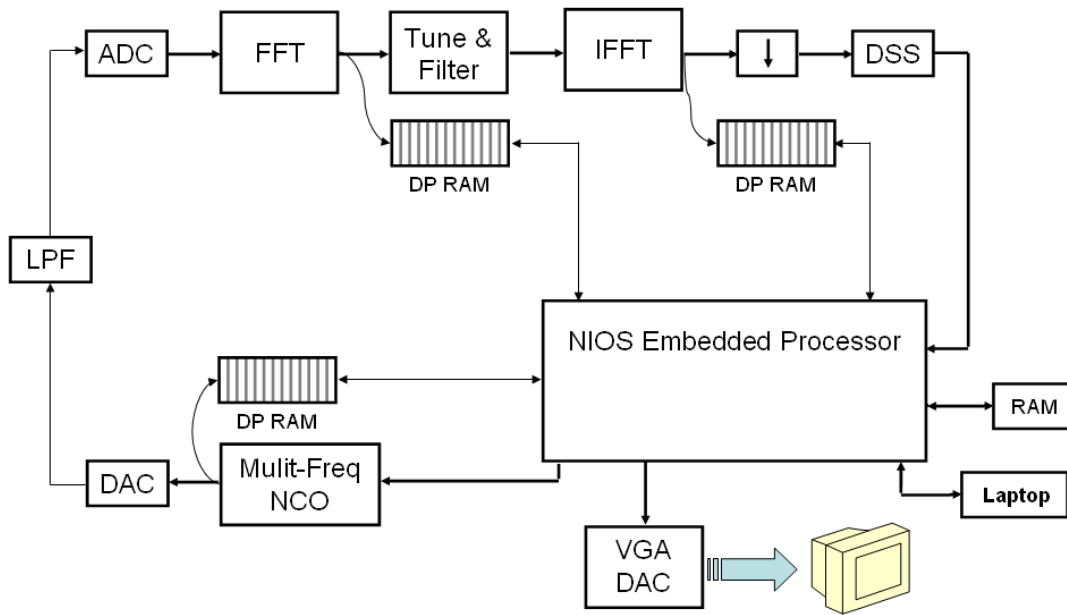 ADC
FFT
Tune &
Filter
IFFT
DSS
DP RAM
DP RAM
LPF
NIOS Embedded Processor
DP RAM
RAM
DAC
Mulit-Freq
NCO
Laptop
VGA
DAC